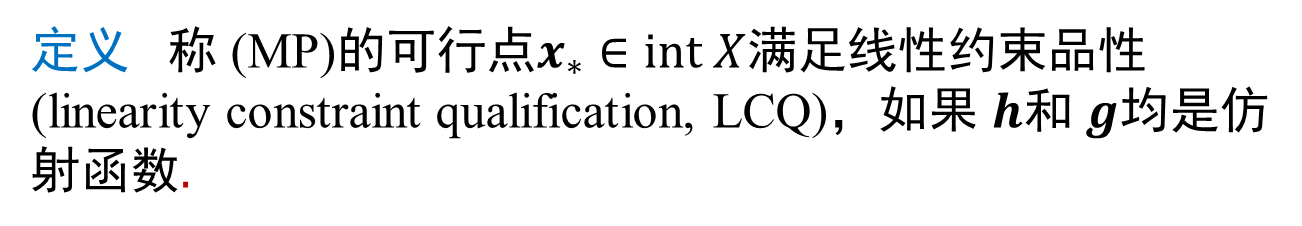 定义 称 (MP)的可行点x* ∈ int X满足线性约束品性
(linearity constraint qualification, LCQ)，如果 h和 g均是仿
射函数.